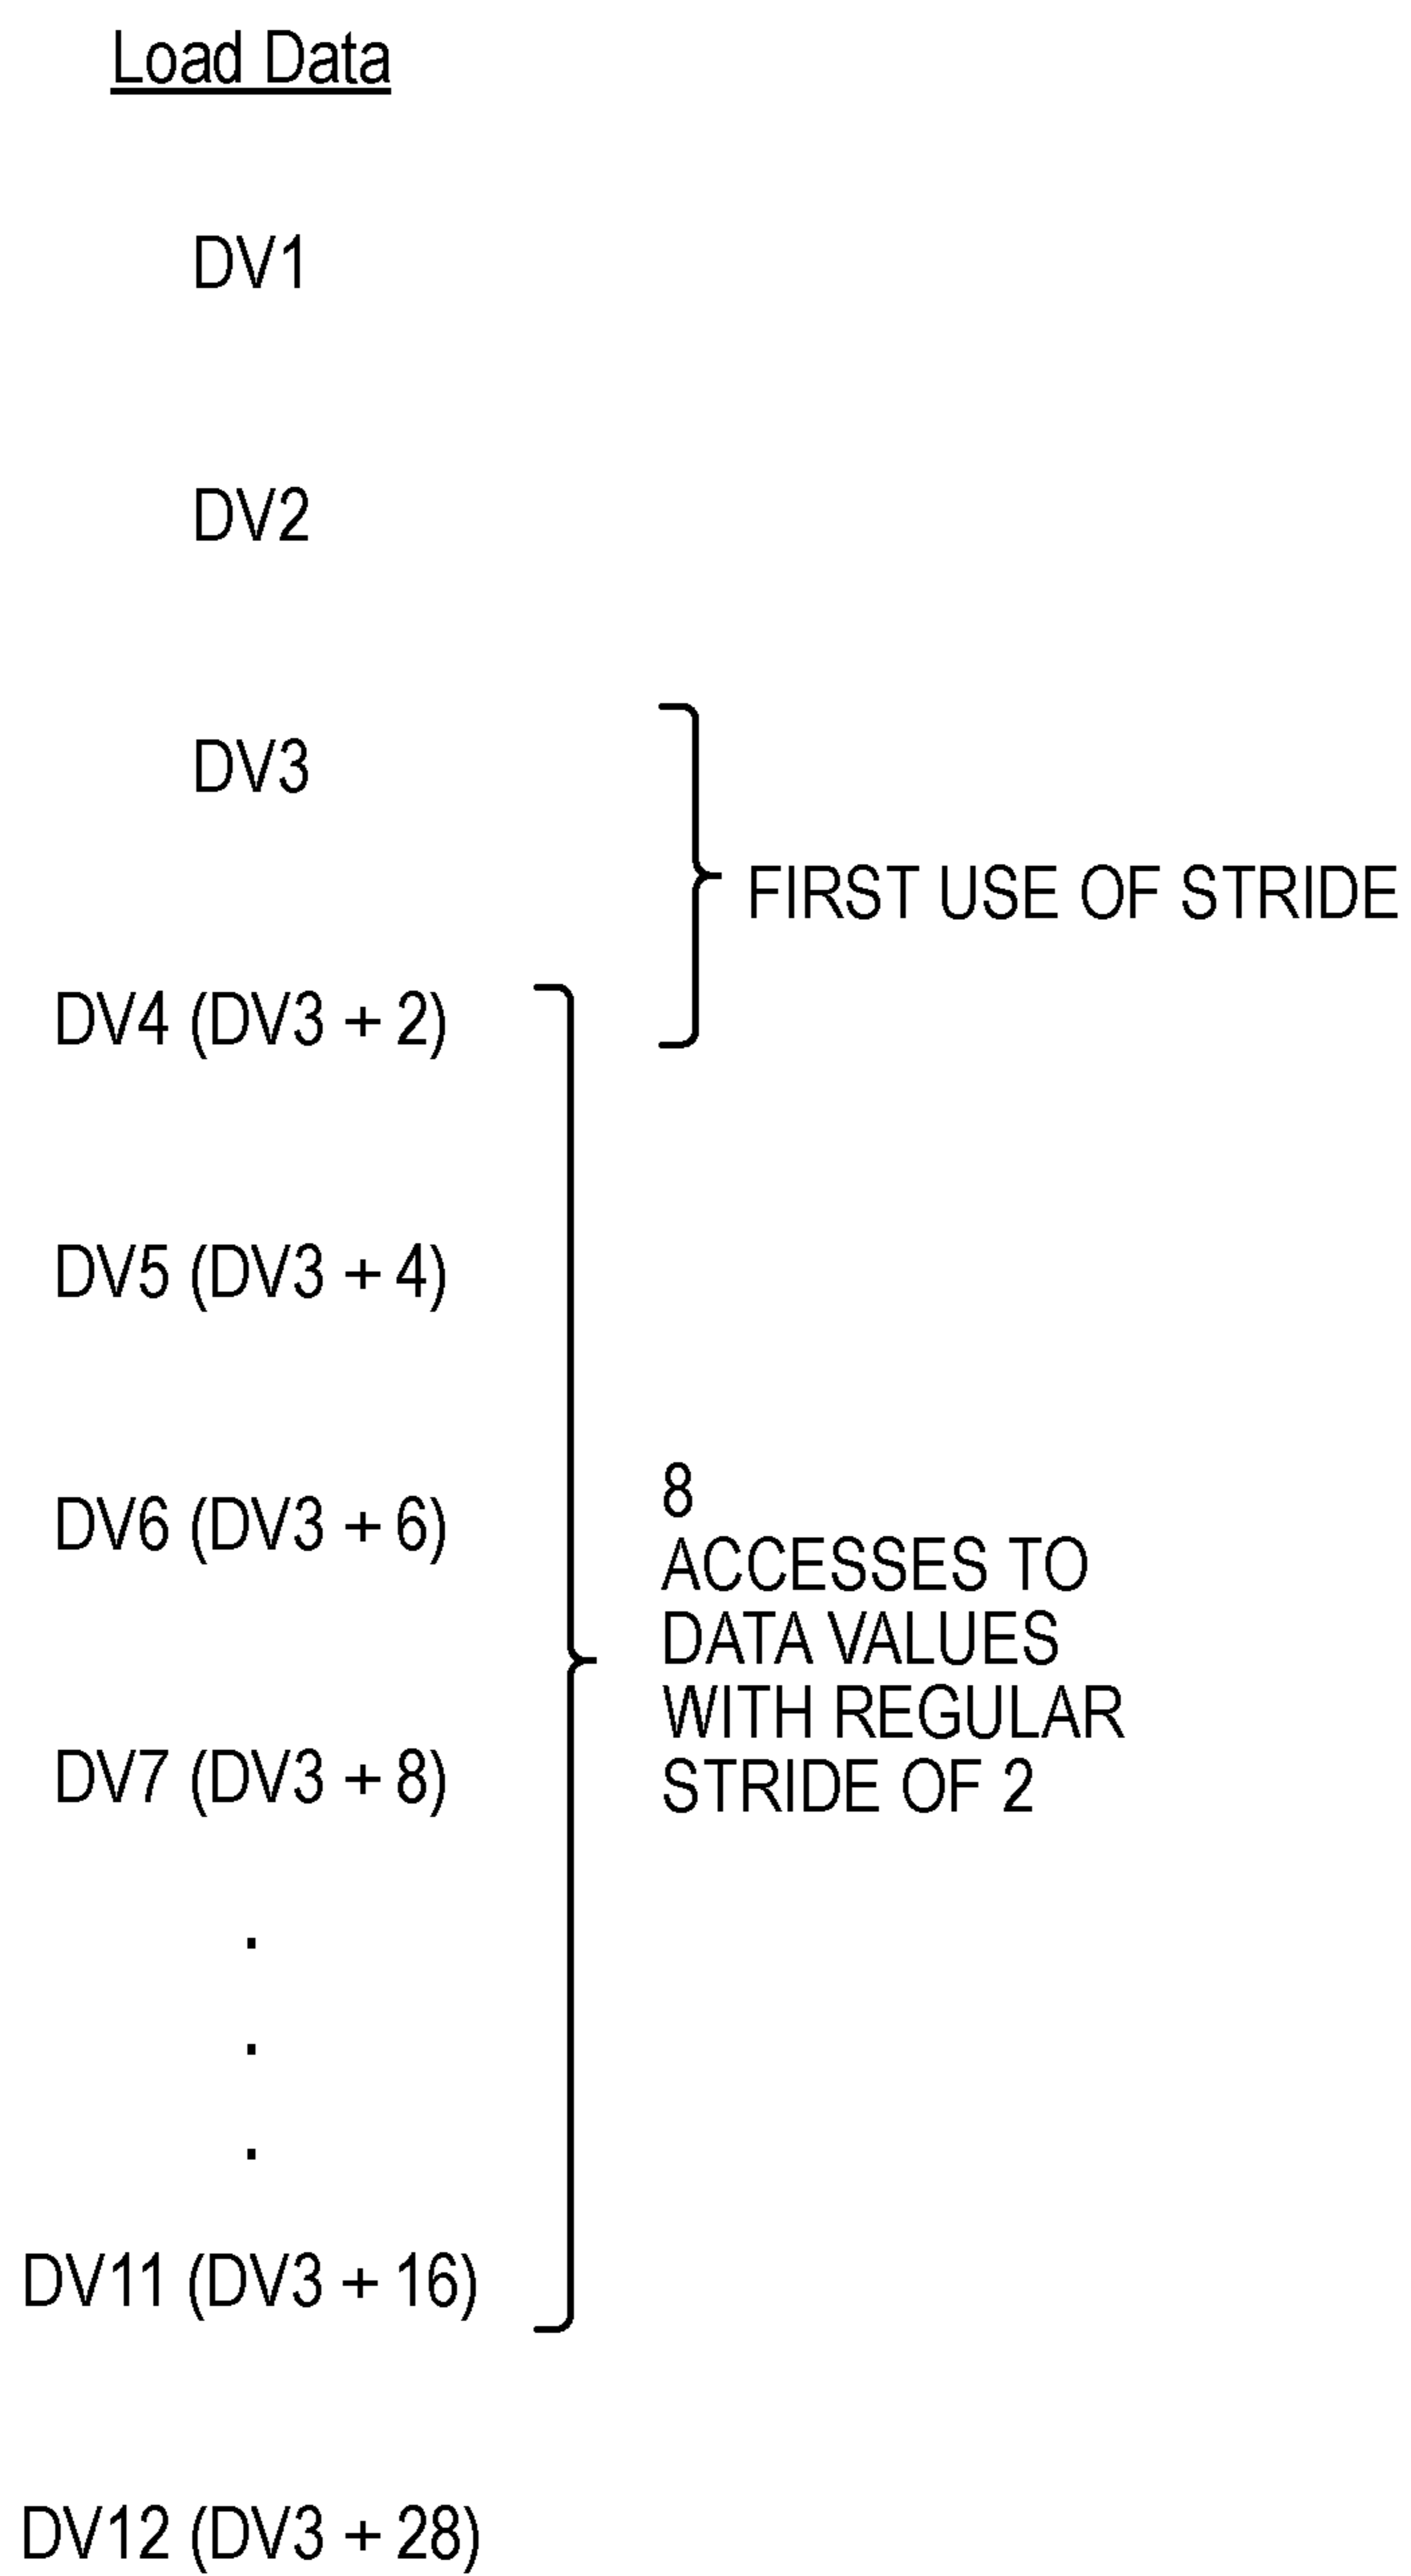 Load Data
DV1
DV2
DV3
FIRST USE OF STRIDE
DV4 (DV3 + 2)
DV5 (DV3 + 4)
DV6 (DV3 + 6)
8
ACCESSES TO
DATA VALUES
WITH REGULAR
STRIDE OF 2
DV7 (DV3 + 8)
.
.
.
DV11 (DV3 + 16)
DV12 (DV3 + 28)